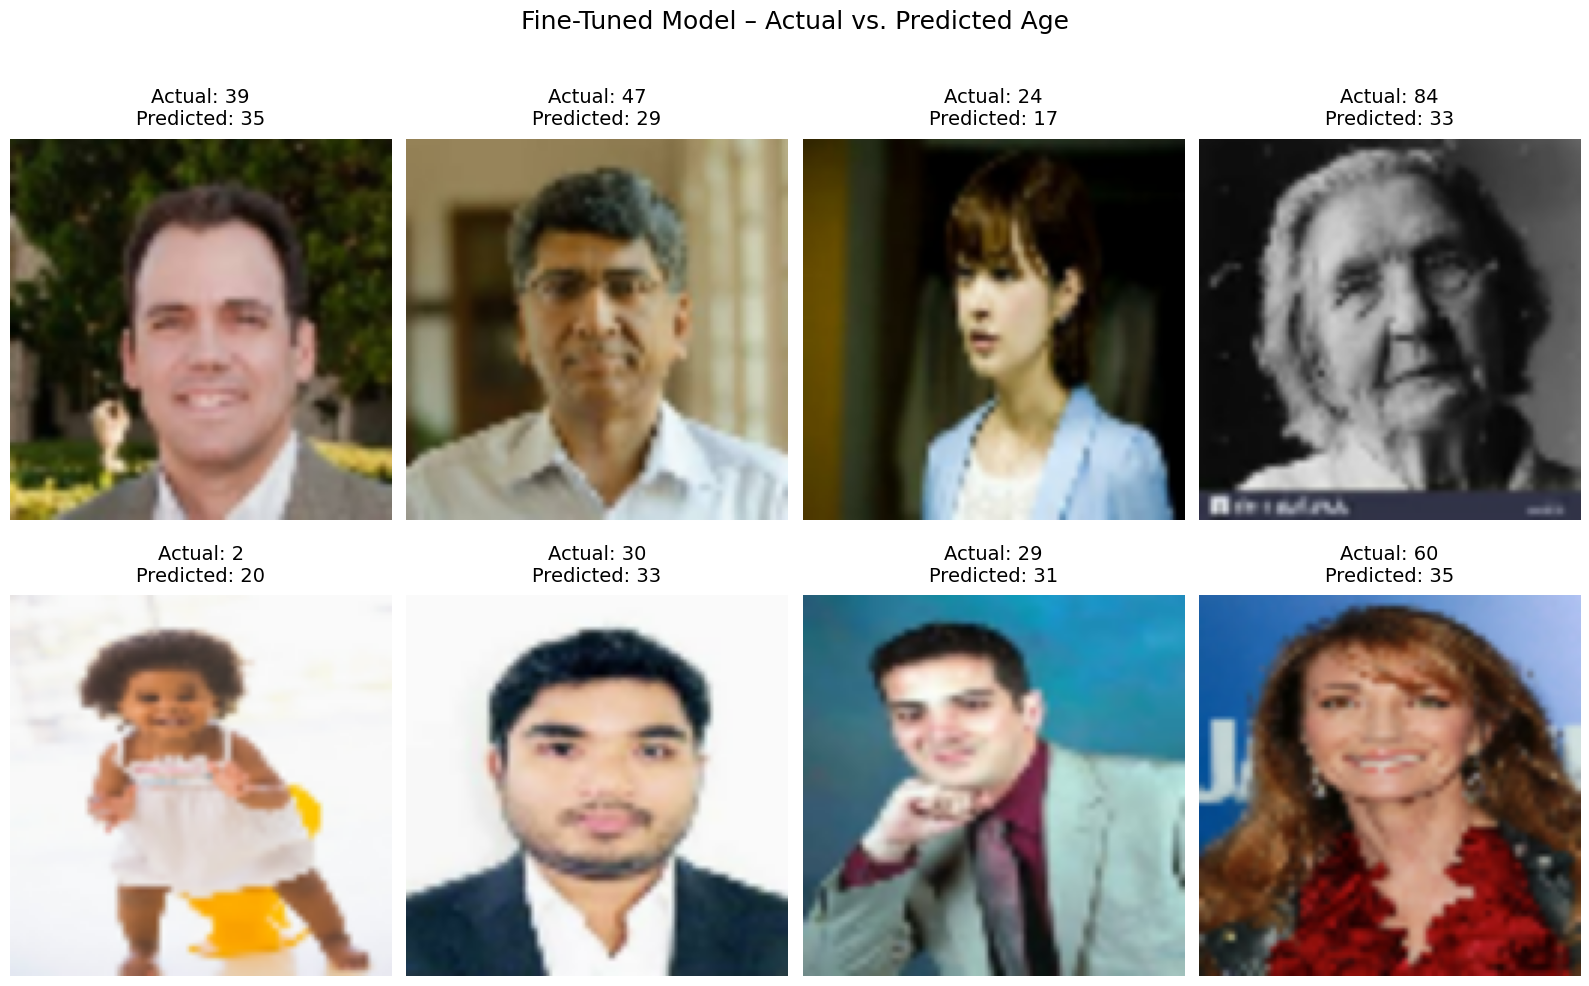 Fine-Tuned Model – Actual vs. Predicted Age
Actual: 39
Predicted: 35
Actual: 47
Predicted: 29
Actual: 24
Predicted: 17
Actual: 84
Predicted: 33
Actual: 2
Predicted: 20
Actual: 30
Predicted: 33
Actual: 29
Predicted: 31
Actual: 60
Predicted: 35